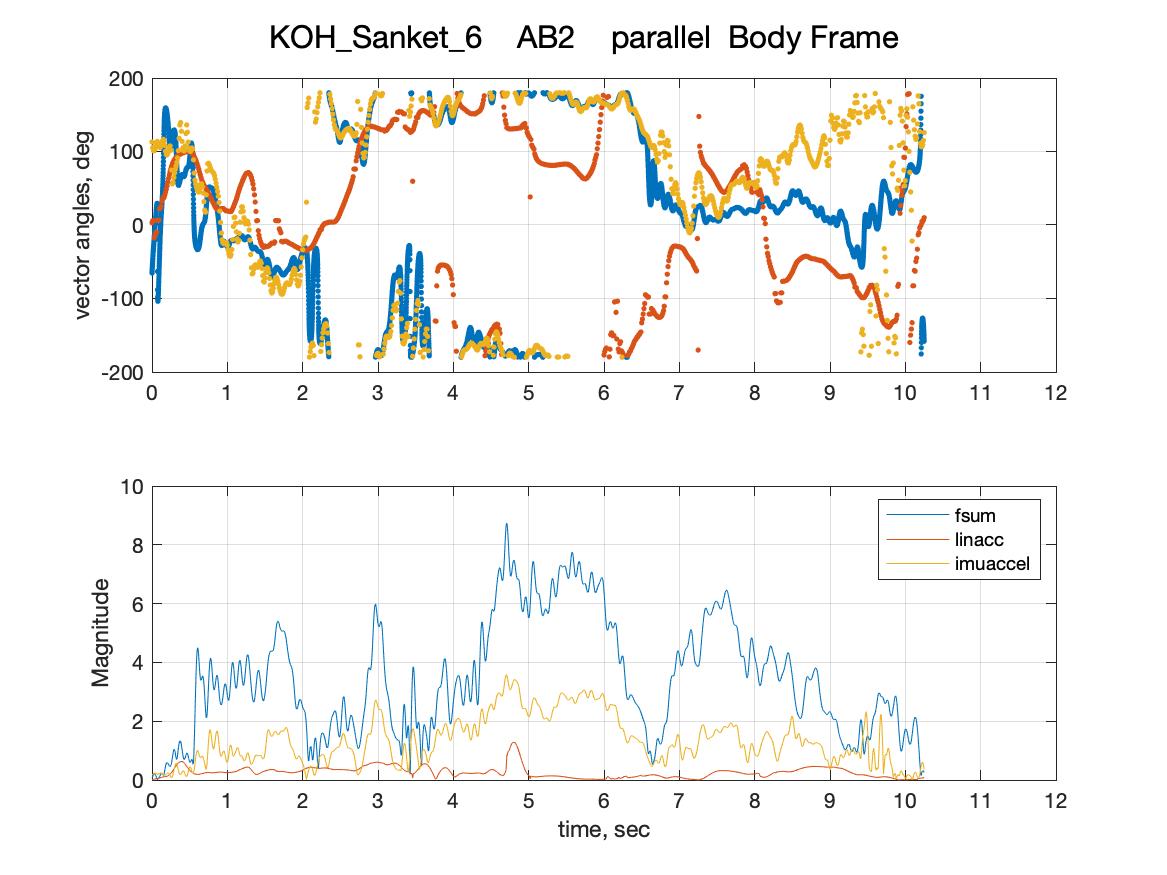 KOH_Sanket_6 AB2 parallel Body Frame
200
100
0
-100
-200
vector angles, deg
0 1 2 3 4 5 6 7 8 9 10 11 12
10
8
6
4
2
0
Magnitude
fsum
linacc
imuaccel
0 1 2 3 4 5 6 7 8 9 10 11 12
time, sec